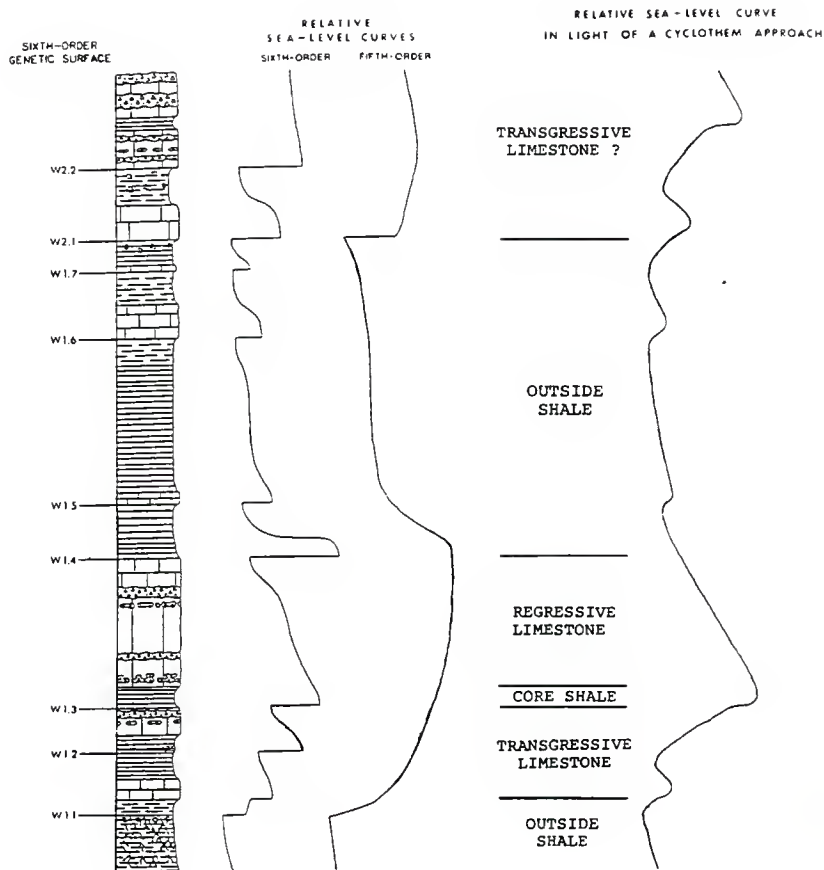 SIXTH-ORDER
GENETIC SURFACE
RELATIVE
SEA-LEVEL CURVES
SIXTH-ORDER FIFTH-ORDER
RELATIVE SEA-LEVEL CURVE
IN LIGHT OF A CYCLOTHEM APPROACH
W2.2
W2.1
W1.7
W1.6
W1.5
W1.4
W1.3
W1.2
W1.1
TRANSGRESSIVE
LIMESTONE ?
OUTSIDE
SHALE
REGRESSIVE
LIMESTONE
CORE SHALE
TRANSGRESSIVE
LIMESTONE
OUTSIDE
SHALE